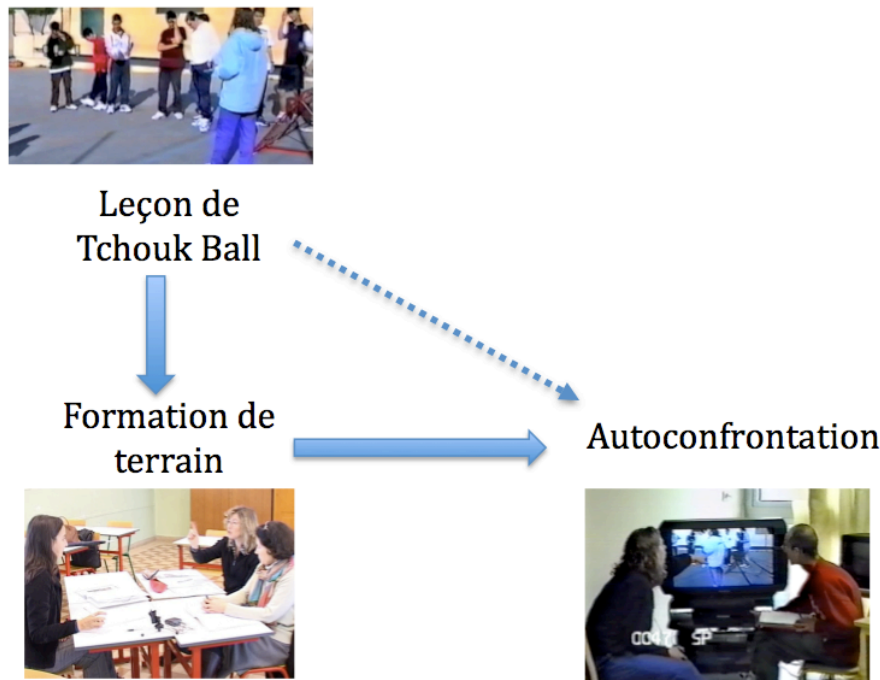 Leçon de
Tchouk Ball
Formation de
terrain
Autoconfrontation